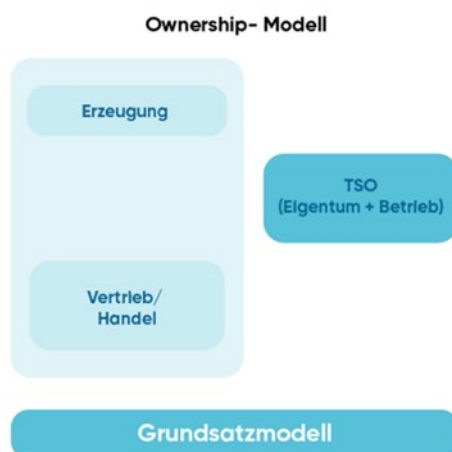 Ownership- Modell
Erzeugung
TSO
(Eigentum + Betrieb)
Vertrieb/
Handel
Grundsatzmodell